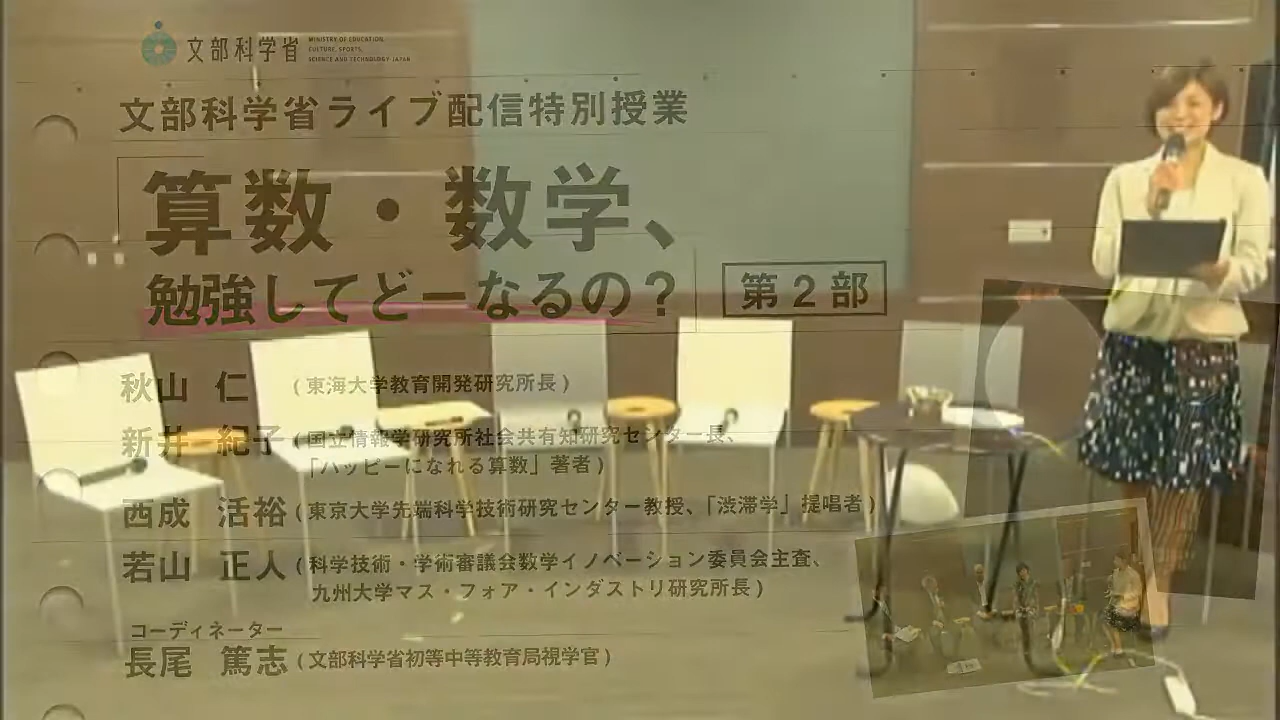 文部科学省
MINISTRY OF EDUCATION,
CULTURE, SPORTS,
SCIENCE AND TECHNOLOGY JAPAN
文部科学省ライブ配信特別授業
「算数・数学、
勉強してどーなるの？」
第2部
秋山 仁 (東海大学教育開発研究所長)
新井 紀子 (国立情報学研究所社会共有知研究センター長、
「ハッピーになれる算数」著者)
西成 活裕 (東京大学先端科学技術研究センター教授、「渋滞学」提唱者)
若山 正人 (科学技術・学術審議会数学イノベーション委員会主査、
九州大学マス・フォア・インダストリ研究所長)
コーディネーター
長尾 篤志 (文部科学省初等中等教育局視学官)